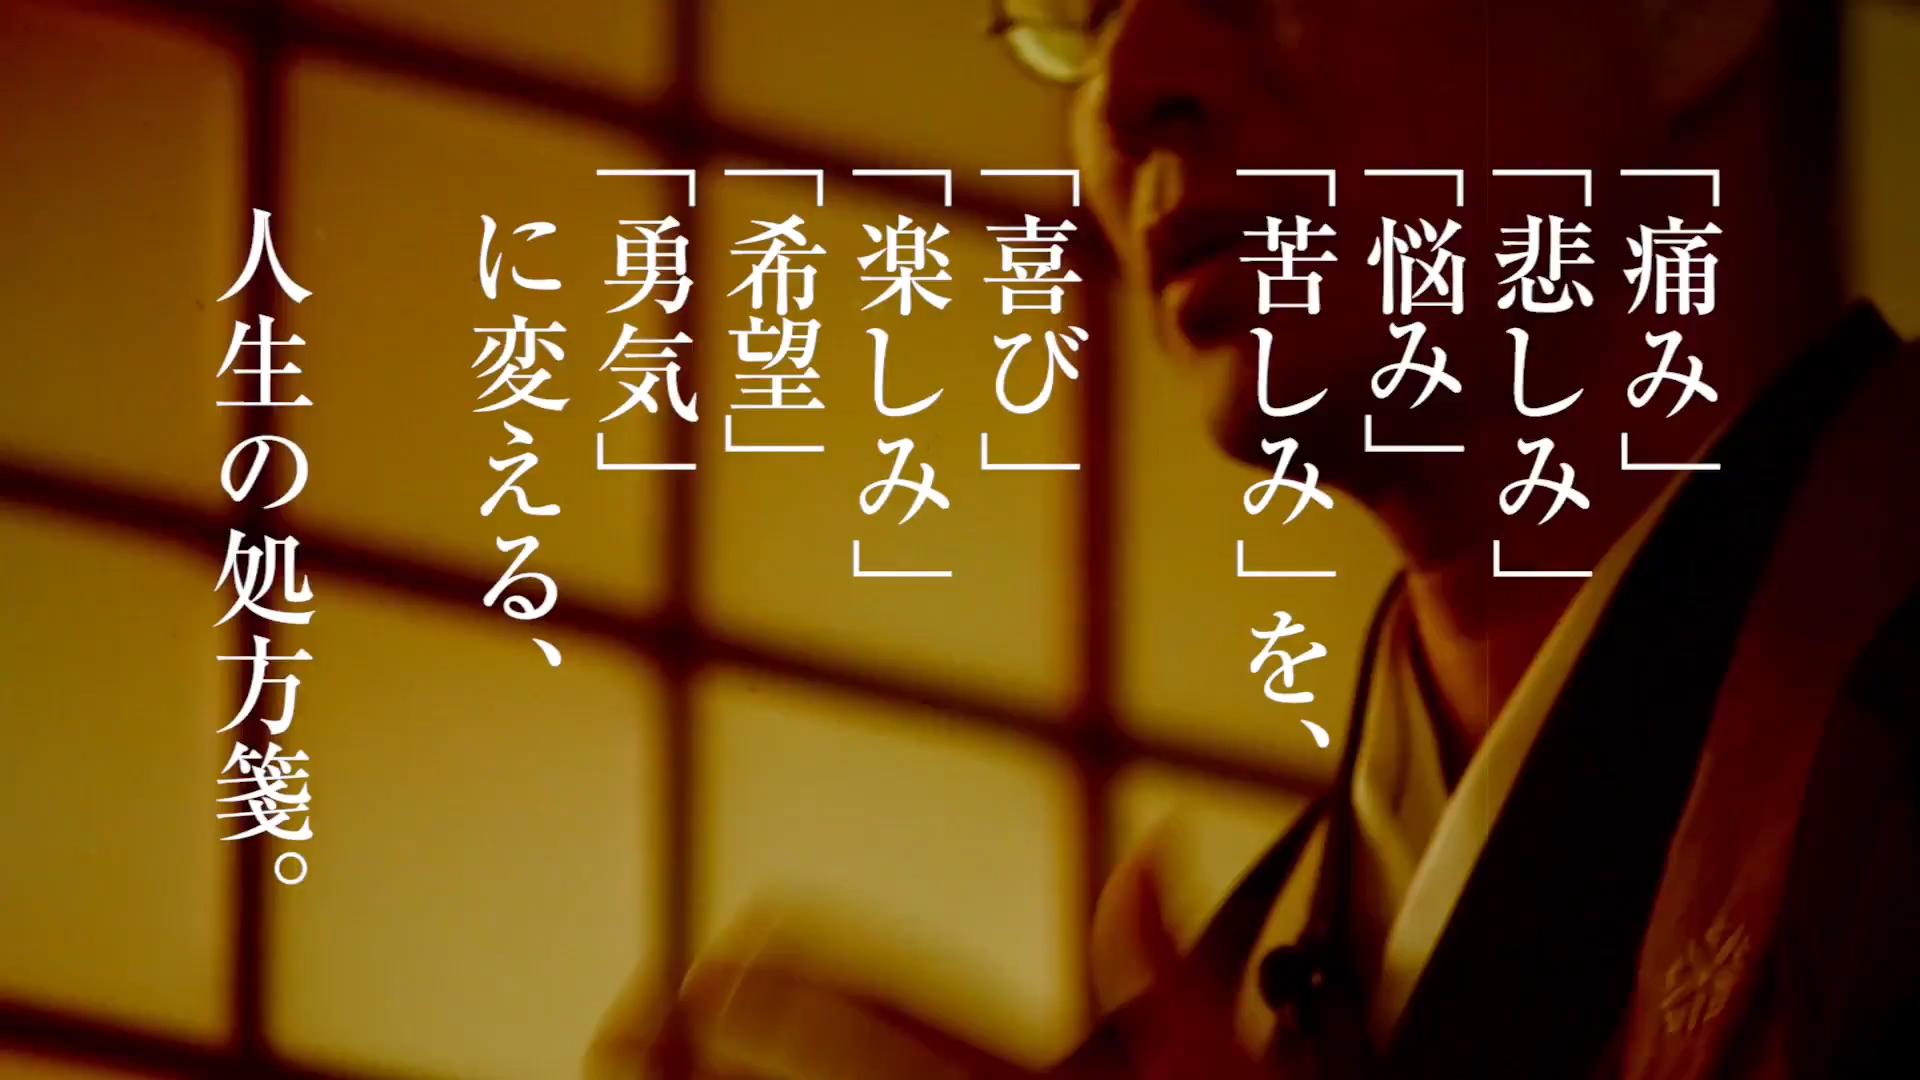 「痛み」
「悲しみ」
「悩み」
「苦しみ」を、
「喜び」
「楽しみ」
「希望」
「勇気」
に変える、
人生の処方箋。